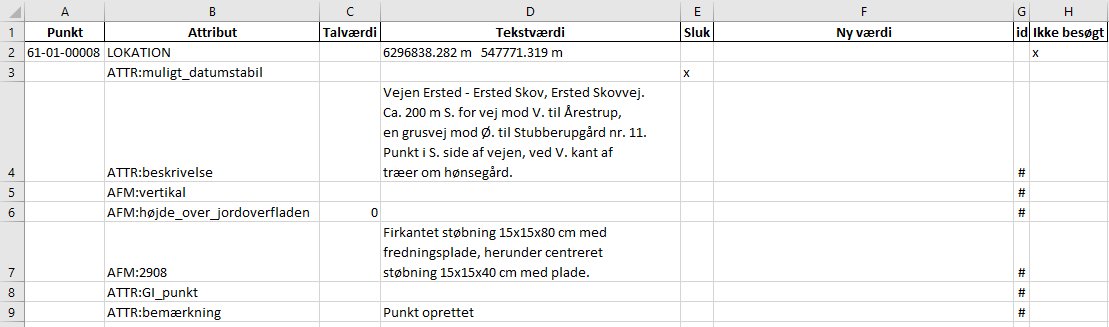 A B C D E F G H
1 Punkt Attribut Talværdi Tekstværdi Sluk Ny værdi id Ikke besøgt
2 61-01-00008 LOKATION 6296838.282 m 547771.319 m x
3 ATTR:muligt_datumstabil x
Vejen Ersted - Ersted Skov, Ersted Skovvej.
Ca. 200 m S. for vej mod V. til Årestrup,
en grusvej mod Ø. til Stubberupgård nr. 11.
Punkt i S. side af vejen, ved V. kant af
4 ATTR:beskrivelse træer om hønsegård. #
5 AFM:vertikal #
6 AFM:højde_over_jordoverfladen 0 #
Firkantet støbning 15x15x80 cm med
fredningsplade, herunder centreret
7 AFM:2908 støbning 15x15x40 cm med plade. #
8 ATTR:GI_punkt #
9 ATTR:bemærkning Punkt oprettet #